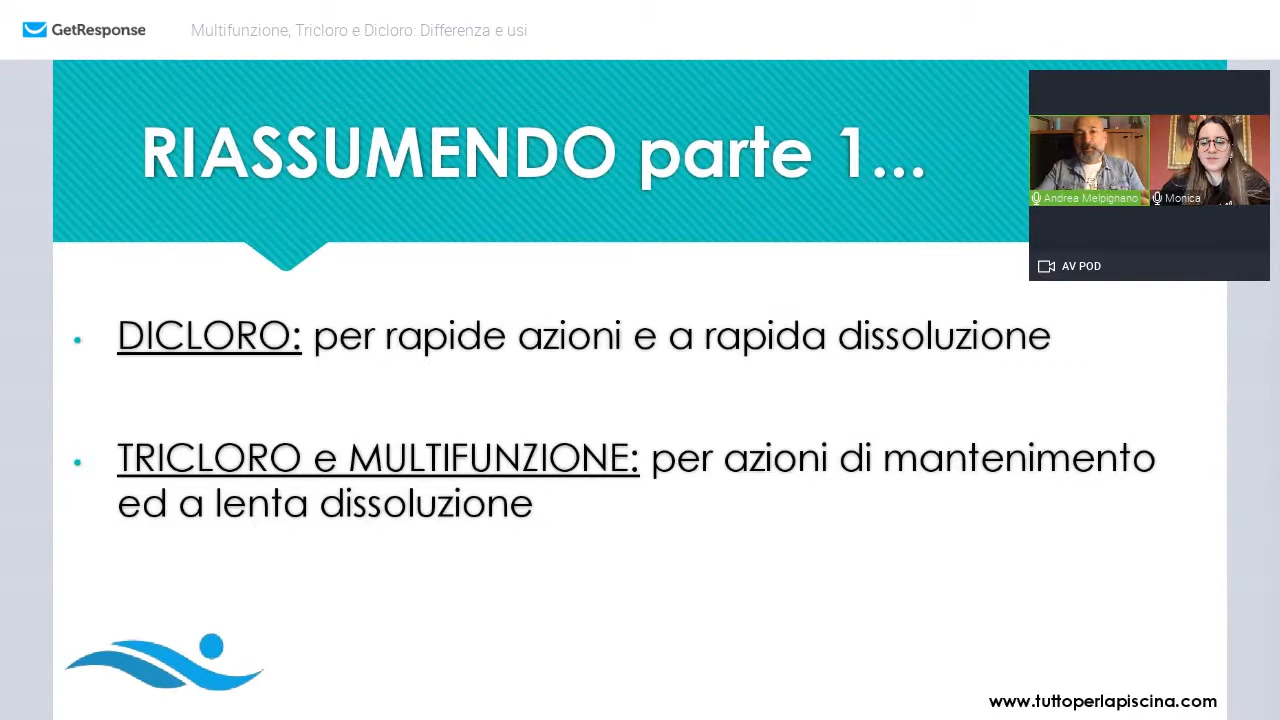 GetResponse
Multifunzione, Tricloro e Dicloro: Differenza e usi
RIASSUMENDO parte 1...
Andrea Melpignano
Monica
AV POD
• DICLORO: per rapide azioni e a rapida dissoluzione
• TRICLORO e MULTIFUNZIONE: per azioni di mantenimento
ed a lenta dissoluzione
www.tuttoperlapiscina.com